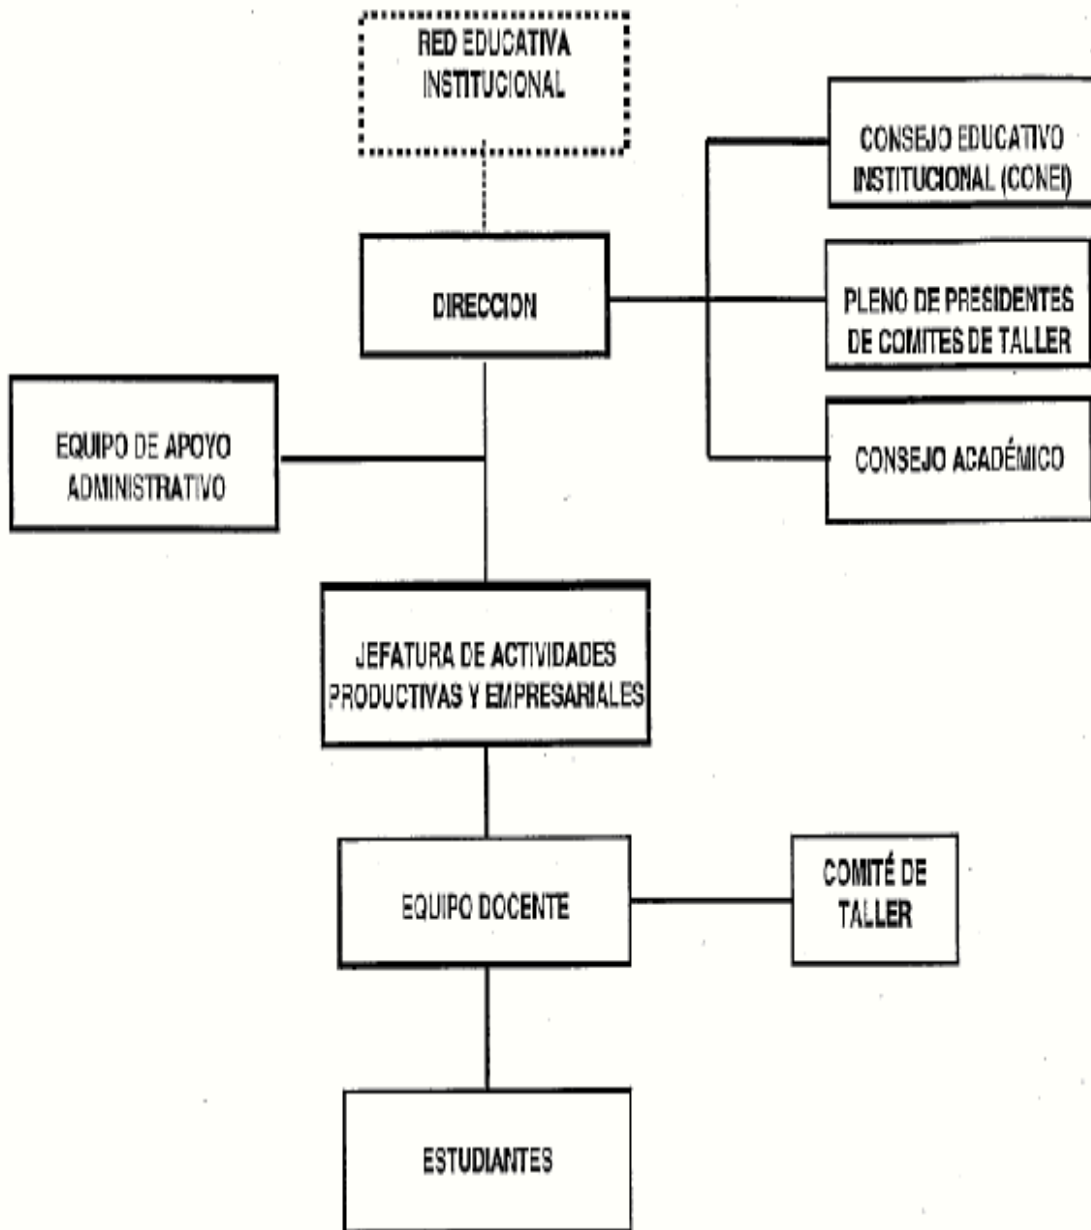 RED EDUCATIVA
INSTITUCIONAL
CONSEJO EDUCATIVO
INSTITUCIONAL (CONEI)
DIRECCION
PLENO DE PRESIDENTES
DE COMITES DE TALLER
EQUIPO DE APOYO
ADMINISTRATIVO
CONSEJO ACADÉMICO
JEFATURA DE ACTIVIDADES
PRODUCTIVAS Y EMPRESARIALES
EQUIPO DOCENTE
COMITÉ DE
TALLER
ESTUDIANTES